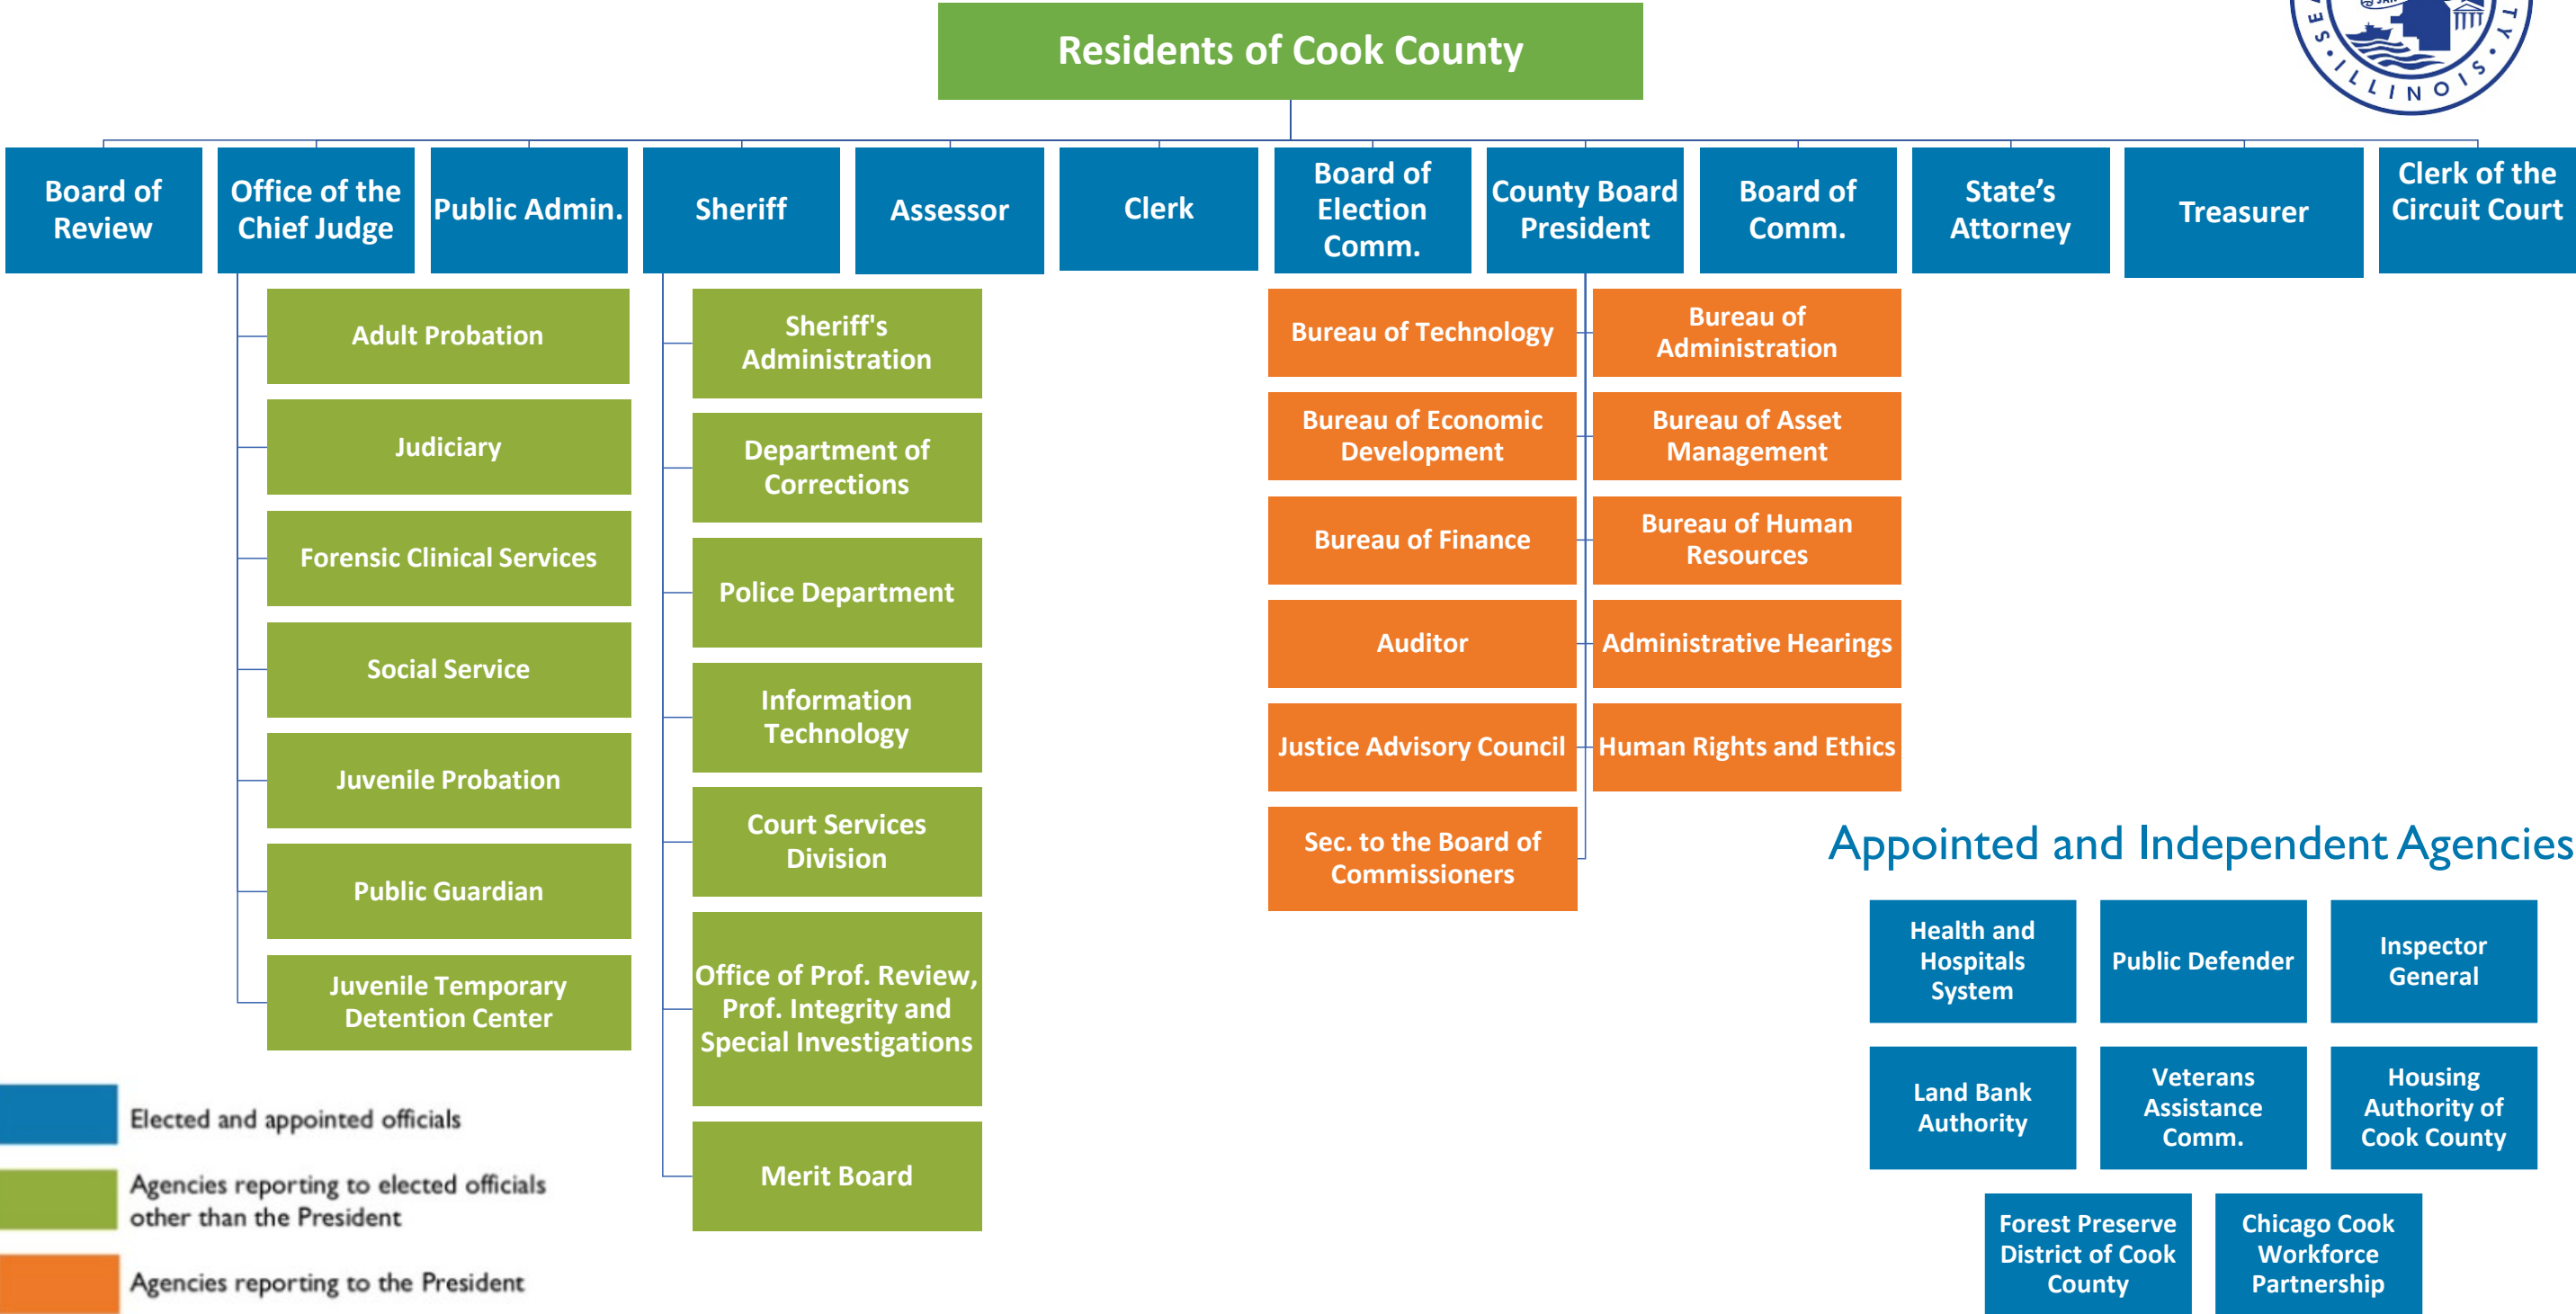 Residents of Cook County
ILLINOIS
Board of
Review
Office of the
Chief Judge
Public Admin.
Sheriff
Assessor
Clerk
Board of
Election
Comm.
County Board
President
Board of
Comm.
State’s
Attorney
Treasurer
Clerk of the
Circuit Court
Adult Probation
Judiciary
Forensic Clinical Services
Social Service
Juvenile Probation
Public Guardian
Juvenile Temporary
Detention Center
Sheriff's
Administration
Department of
Corrections
Police Department
Information
Technology
Court Services
Division
Office of Prof. Review,
Prof. Integrity and
Special Investigations
Merit Board
Bureau of Technology
Bureau of
Administration
Bureau of Economic
Development
Bureau of Asset
Management
Bureau of Finance
Bureau of Human
Resources
Auditor
Administrative Hearings
Justice Advisory Council
Human Rights and Ethics
Sec. to the Board of
Commissioners
Appointed and Independent Agencies
Health and
Hospitals
System
Public Defender
Inspector
General
Land Bank
Authority
Veterans
Assistance
Comm.
Housing
Authority of
Cook County
Forest Preserve
District of Cook
County
Chicago Cook
Workforce
Partnership
Elected and appointed officials
Agencies reporting to elected officials
other than the President
Agencies reporting to the President